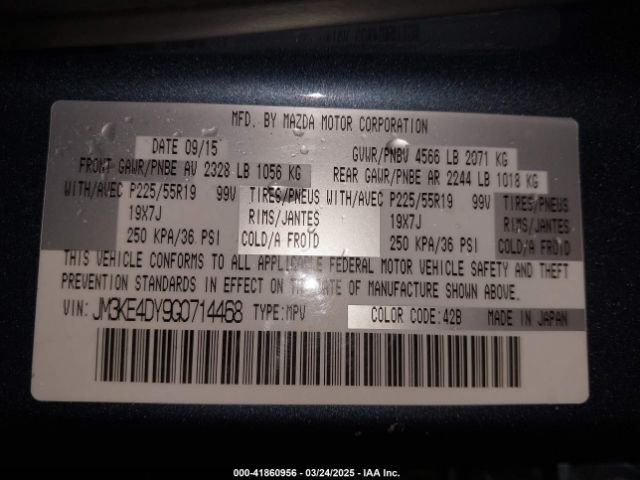 MFD. BY MAZDA MOTOR CORPORATION
DATE 09/15 GVWR/PNBV 4566 LB 2071 KG
FRONT GAWR/PNBE AV 2328 LB 1056 KG REAR GAWR/PNBE AR 2244 LB 1018 KG
WITH/AVEC P225/55R19 99V TIRES/PNEUS WITH/AVEC P225/55R19 99V TIRES/PNEUS
19X7J RIMS/JANTES 19X7J RIMS/JANTES
250 KPA/36 PSI COLD/A FROID 250 KPA/36 PSI COLD/A FROID
THIS VEHICLE CONFORMS TO ALL APPLICABLE FEDERAL MOTOR VEHICLE SAFETY AND THEFT
PREVENTION STANDARDS IN EFFECT ON THE DATE OF MANUFACTURE SHOWN ABOVE.
VIN: JM3KE4DY9G0714468 TYPE: MPV COLOR CODE: 42B MADE IN JAPAN
000-41860956 - 03/24/2025 - IAAI.COM